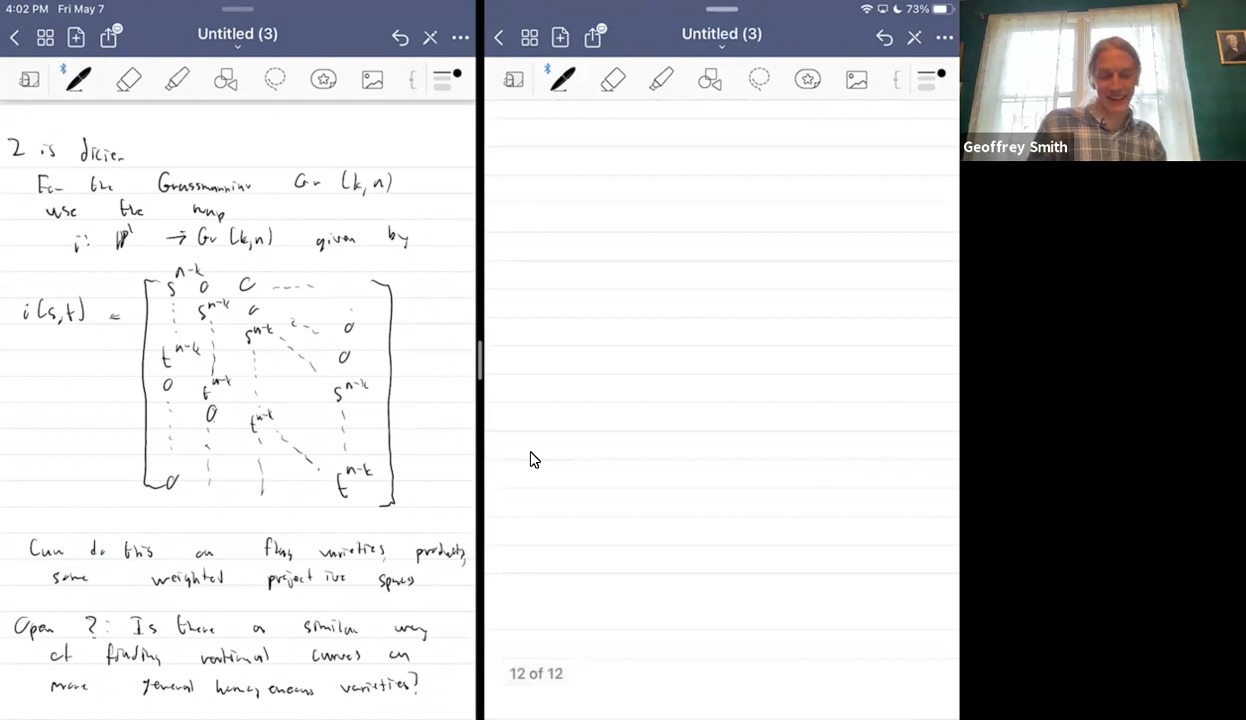 4:02 PM Fri May 7
73%
Untitled (3)
Untitled (3)
2 is
For the Grassmannian Gr (k,n)
use the map
i: P¹ → Gr (k,n) given by
i(s,t) =
s^{n-k} 0 0 ----
s^{n-k} 0
s^{n-k} 0
t^{n-k} 0
0 t^{n-k} s^{n-k}
0 t^{n-k}
0 t^{n-k}
Can do this on flag varieties, products,
some weighted projective spaces
Open ?: Is there a similar way
of finding rational curves on
more general homogeneous varieties?
12 of 12
Geoffrey Smith